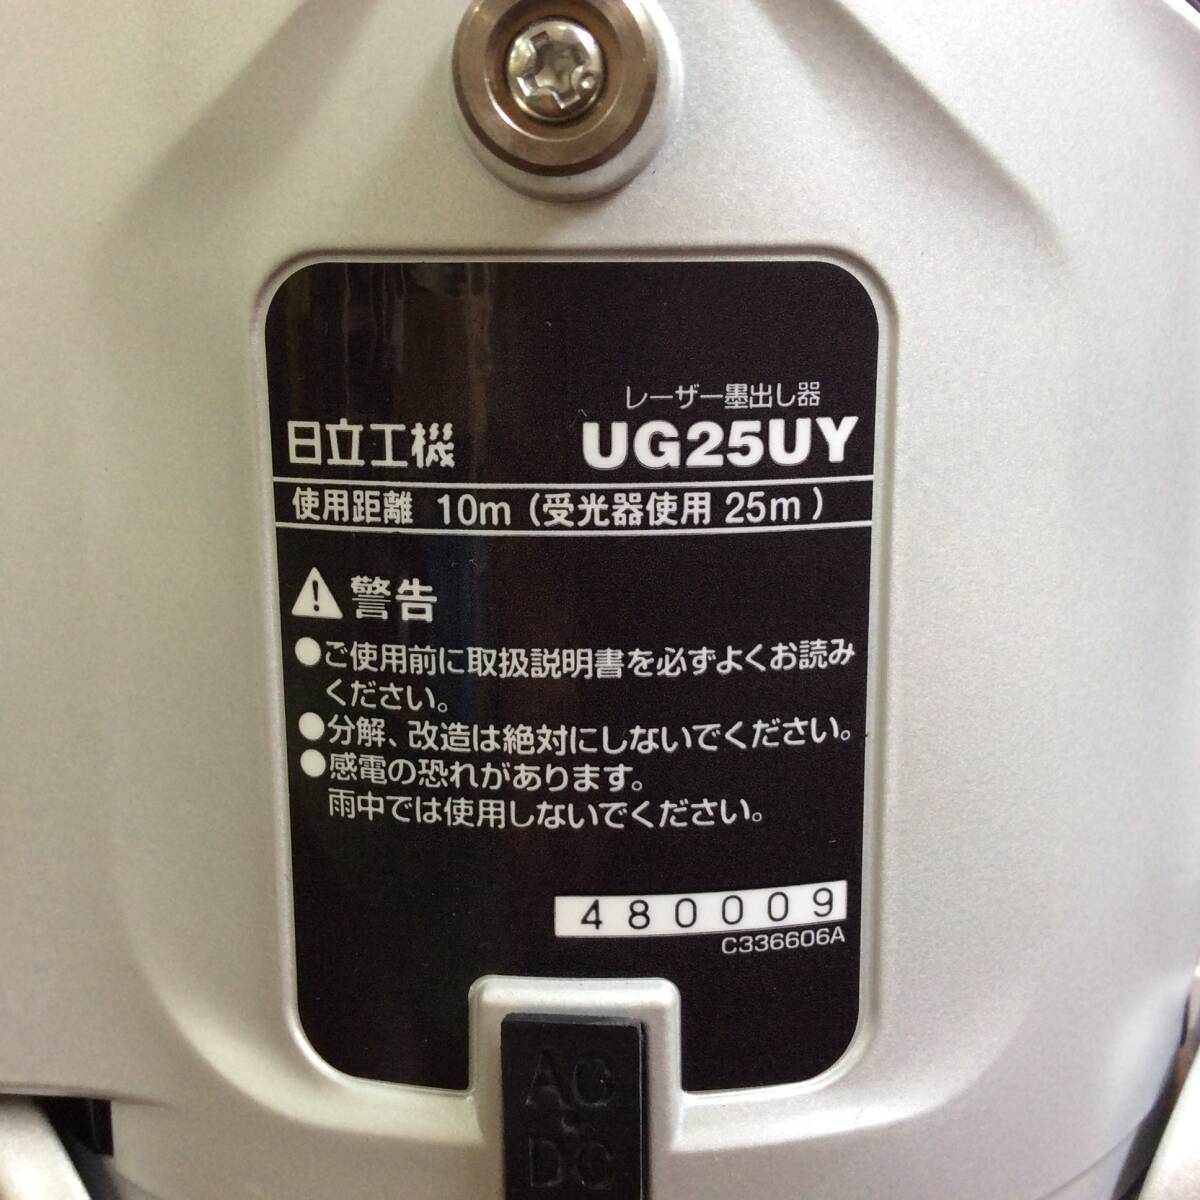 レーザー墨出し器
日立工機 UG25UY
使用距離 10m（受光器使用 25m）
警告
●ご使用前に取扱説明書を必ずよくお読み
ください。
●分解、改造は絶対にしないでください。
●感電の恐れがあります。
雨中では使用しないでください。
480009
C336606A
AC
・
DC